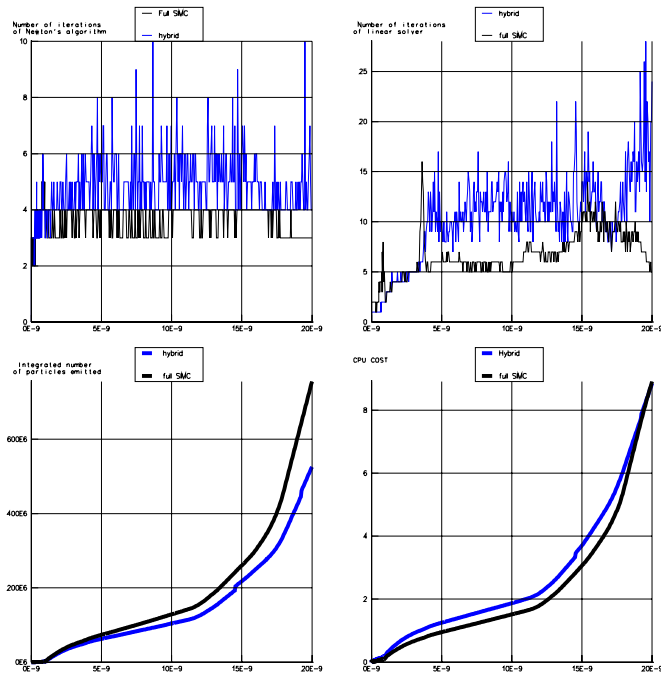 Number of iterations
of Newton's algorithm
Full SMC
hybrid
10
8
6
4
2
0
0E-9
5E-9
10E-9
15E-9
20E-9
Number of iterations
of linear solver
hybrid
full SMC
25
20
15
10
5
0
0E-9
5E-9
10E-9
15E-9
20E-9
Integrated number
of particles emitted
hybrid
full SMC
600E6
400E6
200E6
0E6
0E-9
5E-9
10E-9
15E-9
20E-9
CPU COST
Hybrid
full SMC
8
6
4
2
0
0E-9
5E-9
10E-9
15E-9
20E-9